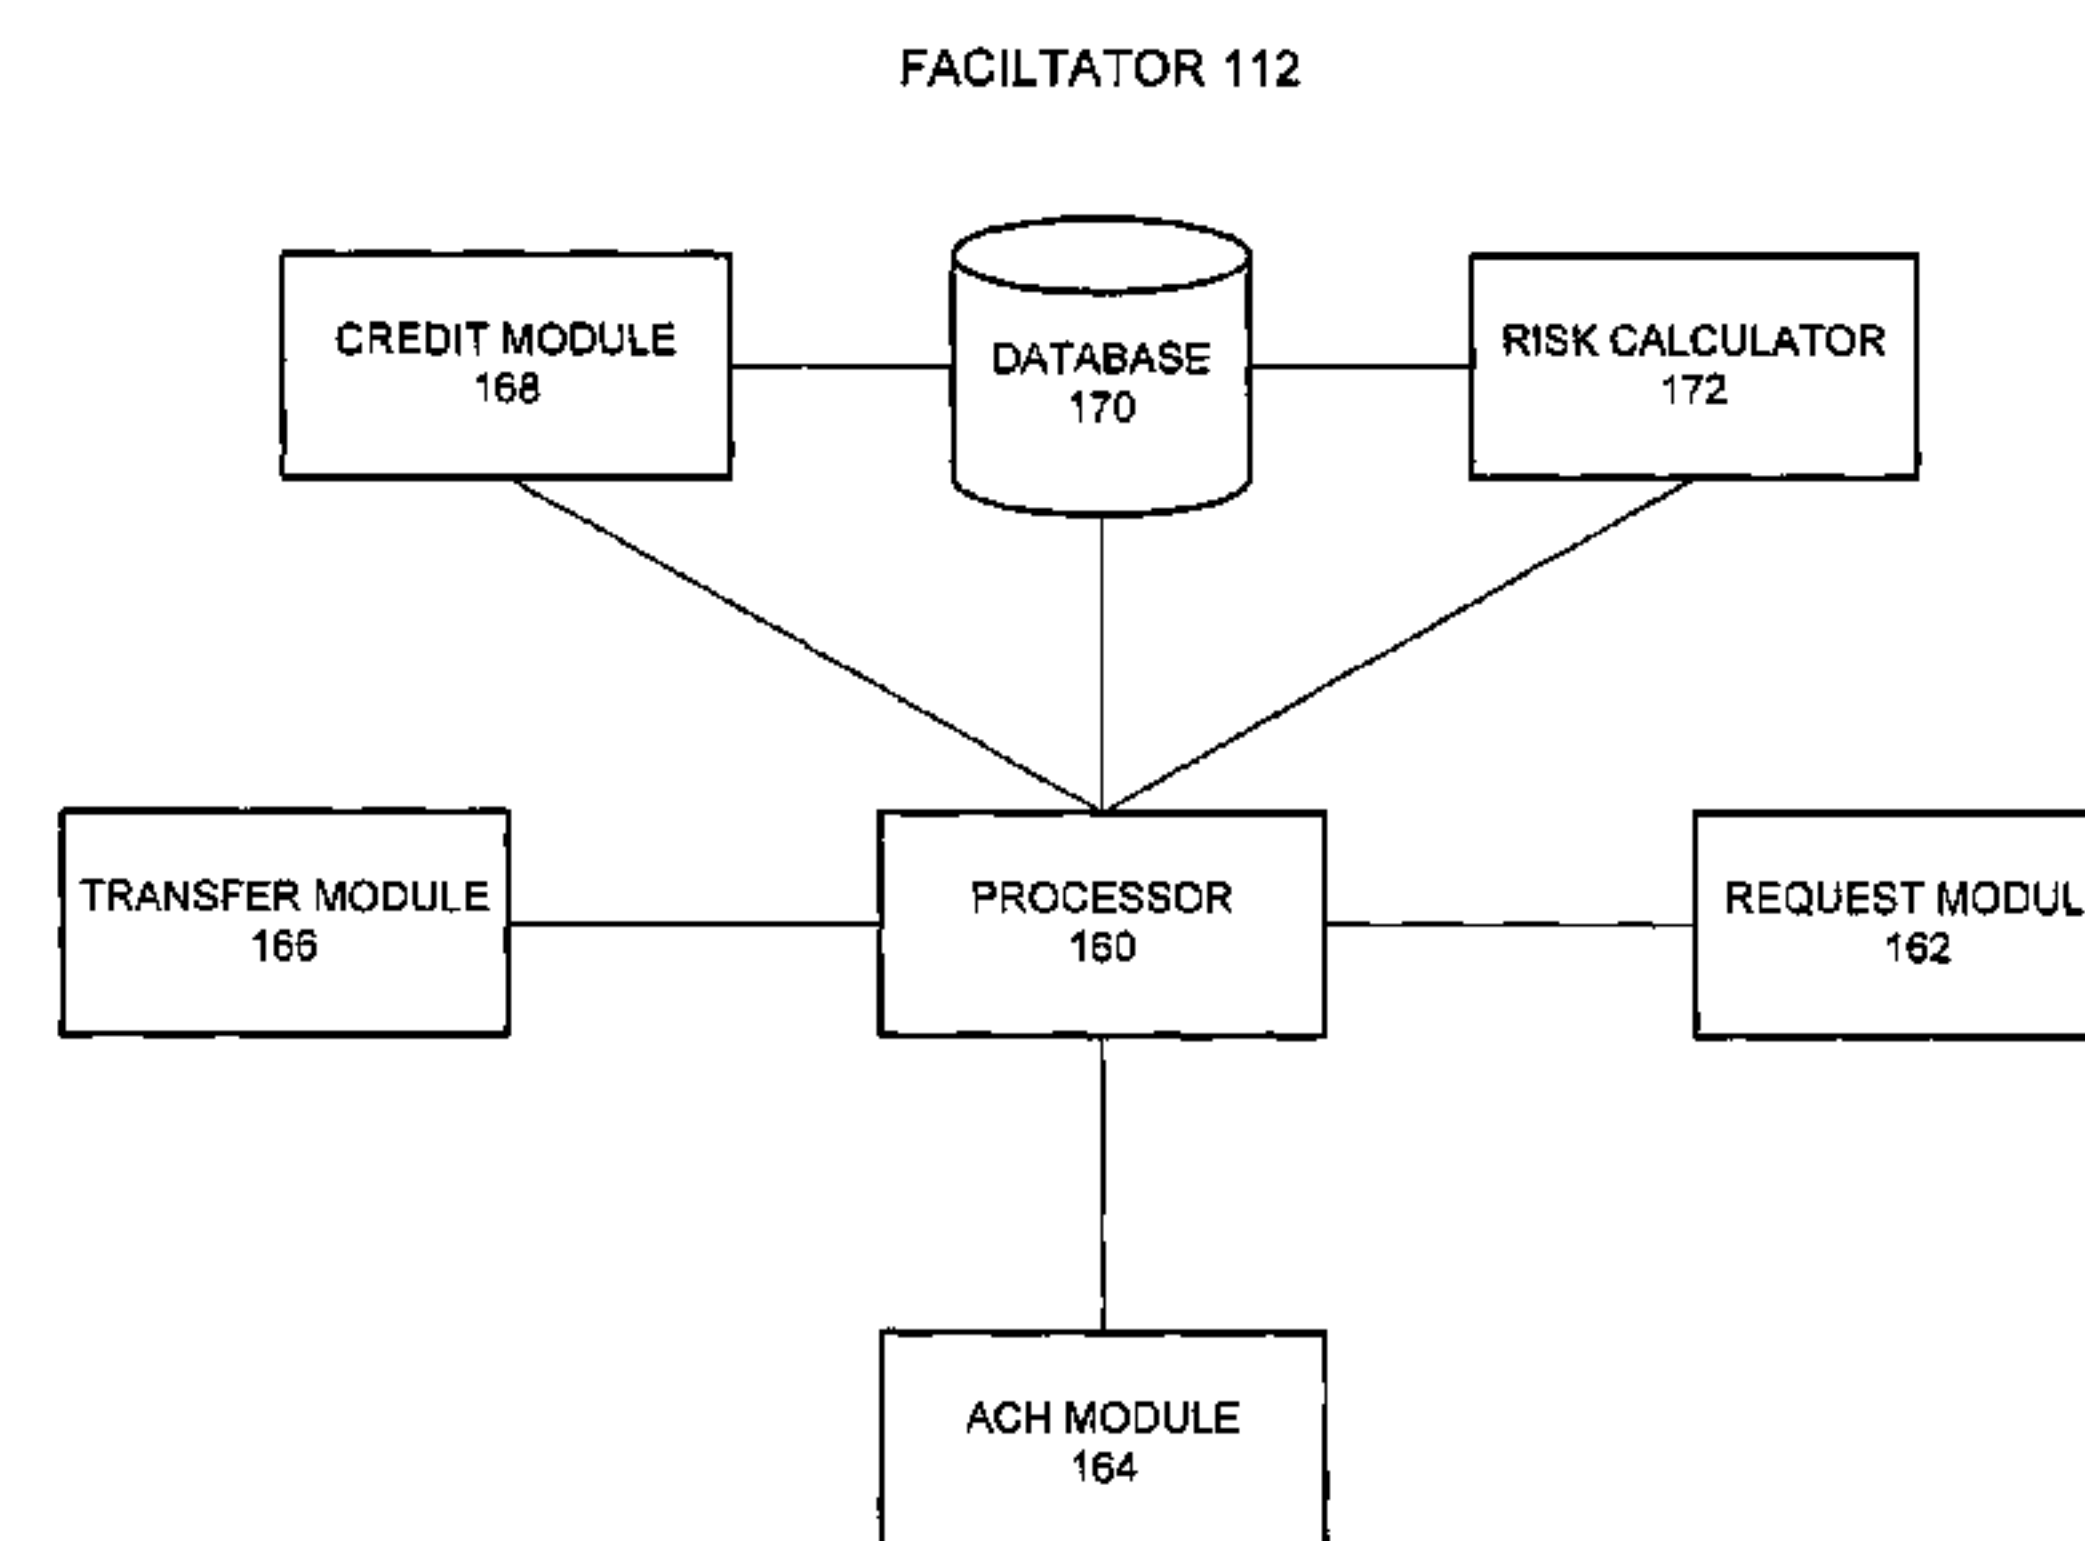 FACILTATOR 112
CREDIT MODULE
168
DATABASE
170
RISK CALCULATOR
172
TRANSFER MODULE
166
PROCESSOR
160
REQUEST MODUL
162
ACH MODULE
164